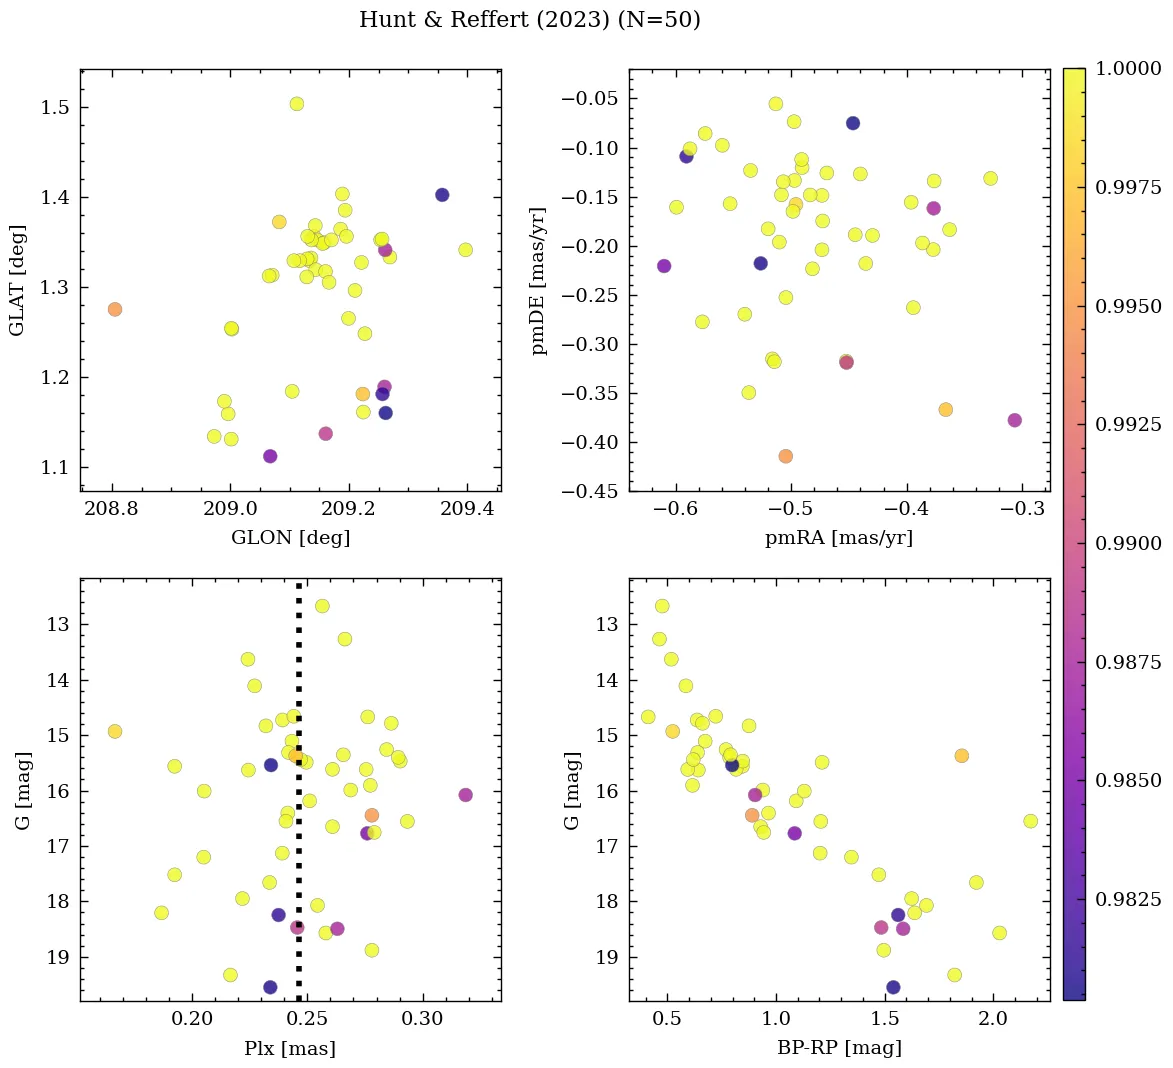 Hunt & Reffert (2023) (N=50)
1.5
1.4
1.3
1.2
1.1
GLAT [deg]
208.8 209.0 209.2 209.4
GLON [deg]
−0.05
−0.10
−0.15
−0.20
−0.25
−0.30
−0.35
−0.40
−0.45
pmDE [mas/yr]
−0.6 −0.5 −0.4 −0.3
pmRA [mas/yr]
1.0000
0.9975
0.9950
0.9925
0.9900
0.9875
0.9850
0.9825
13
14
15
16
17
18
19
G [mag]
0.20 0.25 0.30
Plx [mas]
13
14
15
16
17
18
19
G [mag]
0.5 1.0 1.5 2.0
BP-RP [mag]